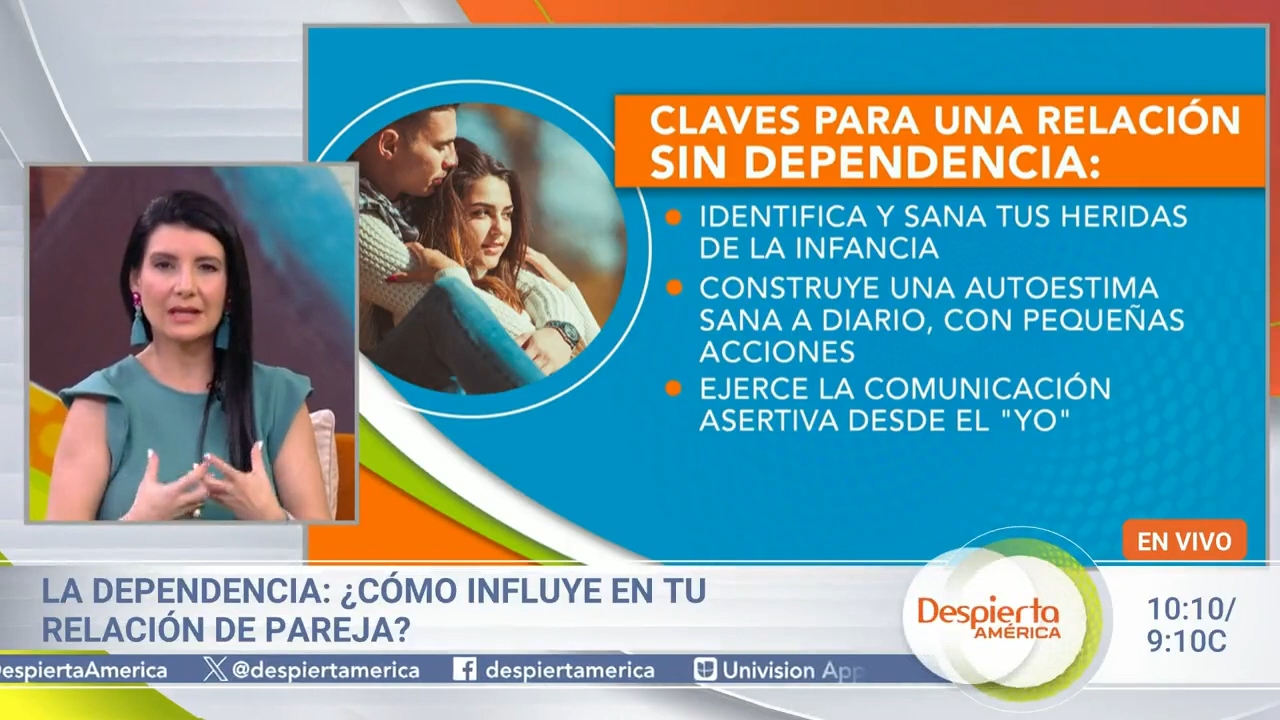 CLAVES PARA UNA RELACIÓN
SIN DEPENDENCIA:
IDENTIFICA Y SANA TUS HERIDAS
DE LA INFANCIA
CONSTRUYE UNA AUTOESTIMA
SANA A DIARIO, CON PEQUEÑAS
ACCIONES
EJERCE LA COMUNICACIÓN
ASERTIVA DESDE EL "YO"
EN VIVO
LA DEPENDENCIA: ¿CÓMO INFLUYE EN TU
RELACIÓN DE PAREJA?
Despierta
AMÉRICA
10:10/
9:10C
DespiertaAmerica @despiertamerica despiertamerica Univision App